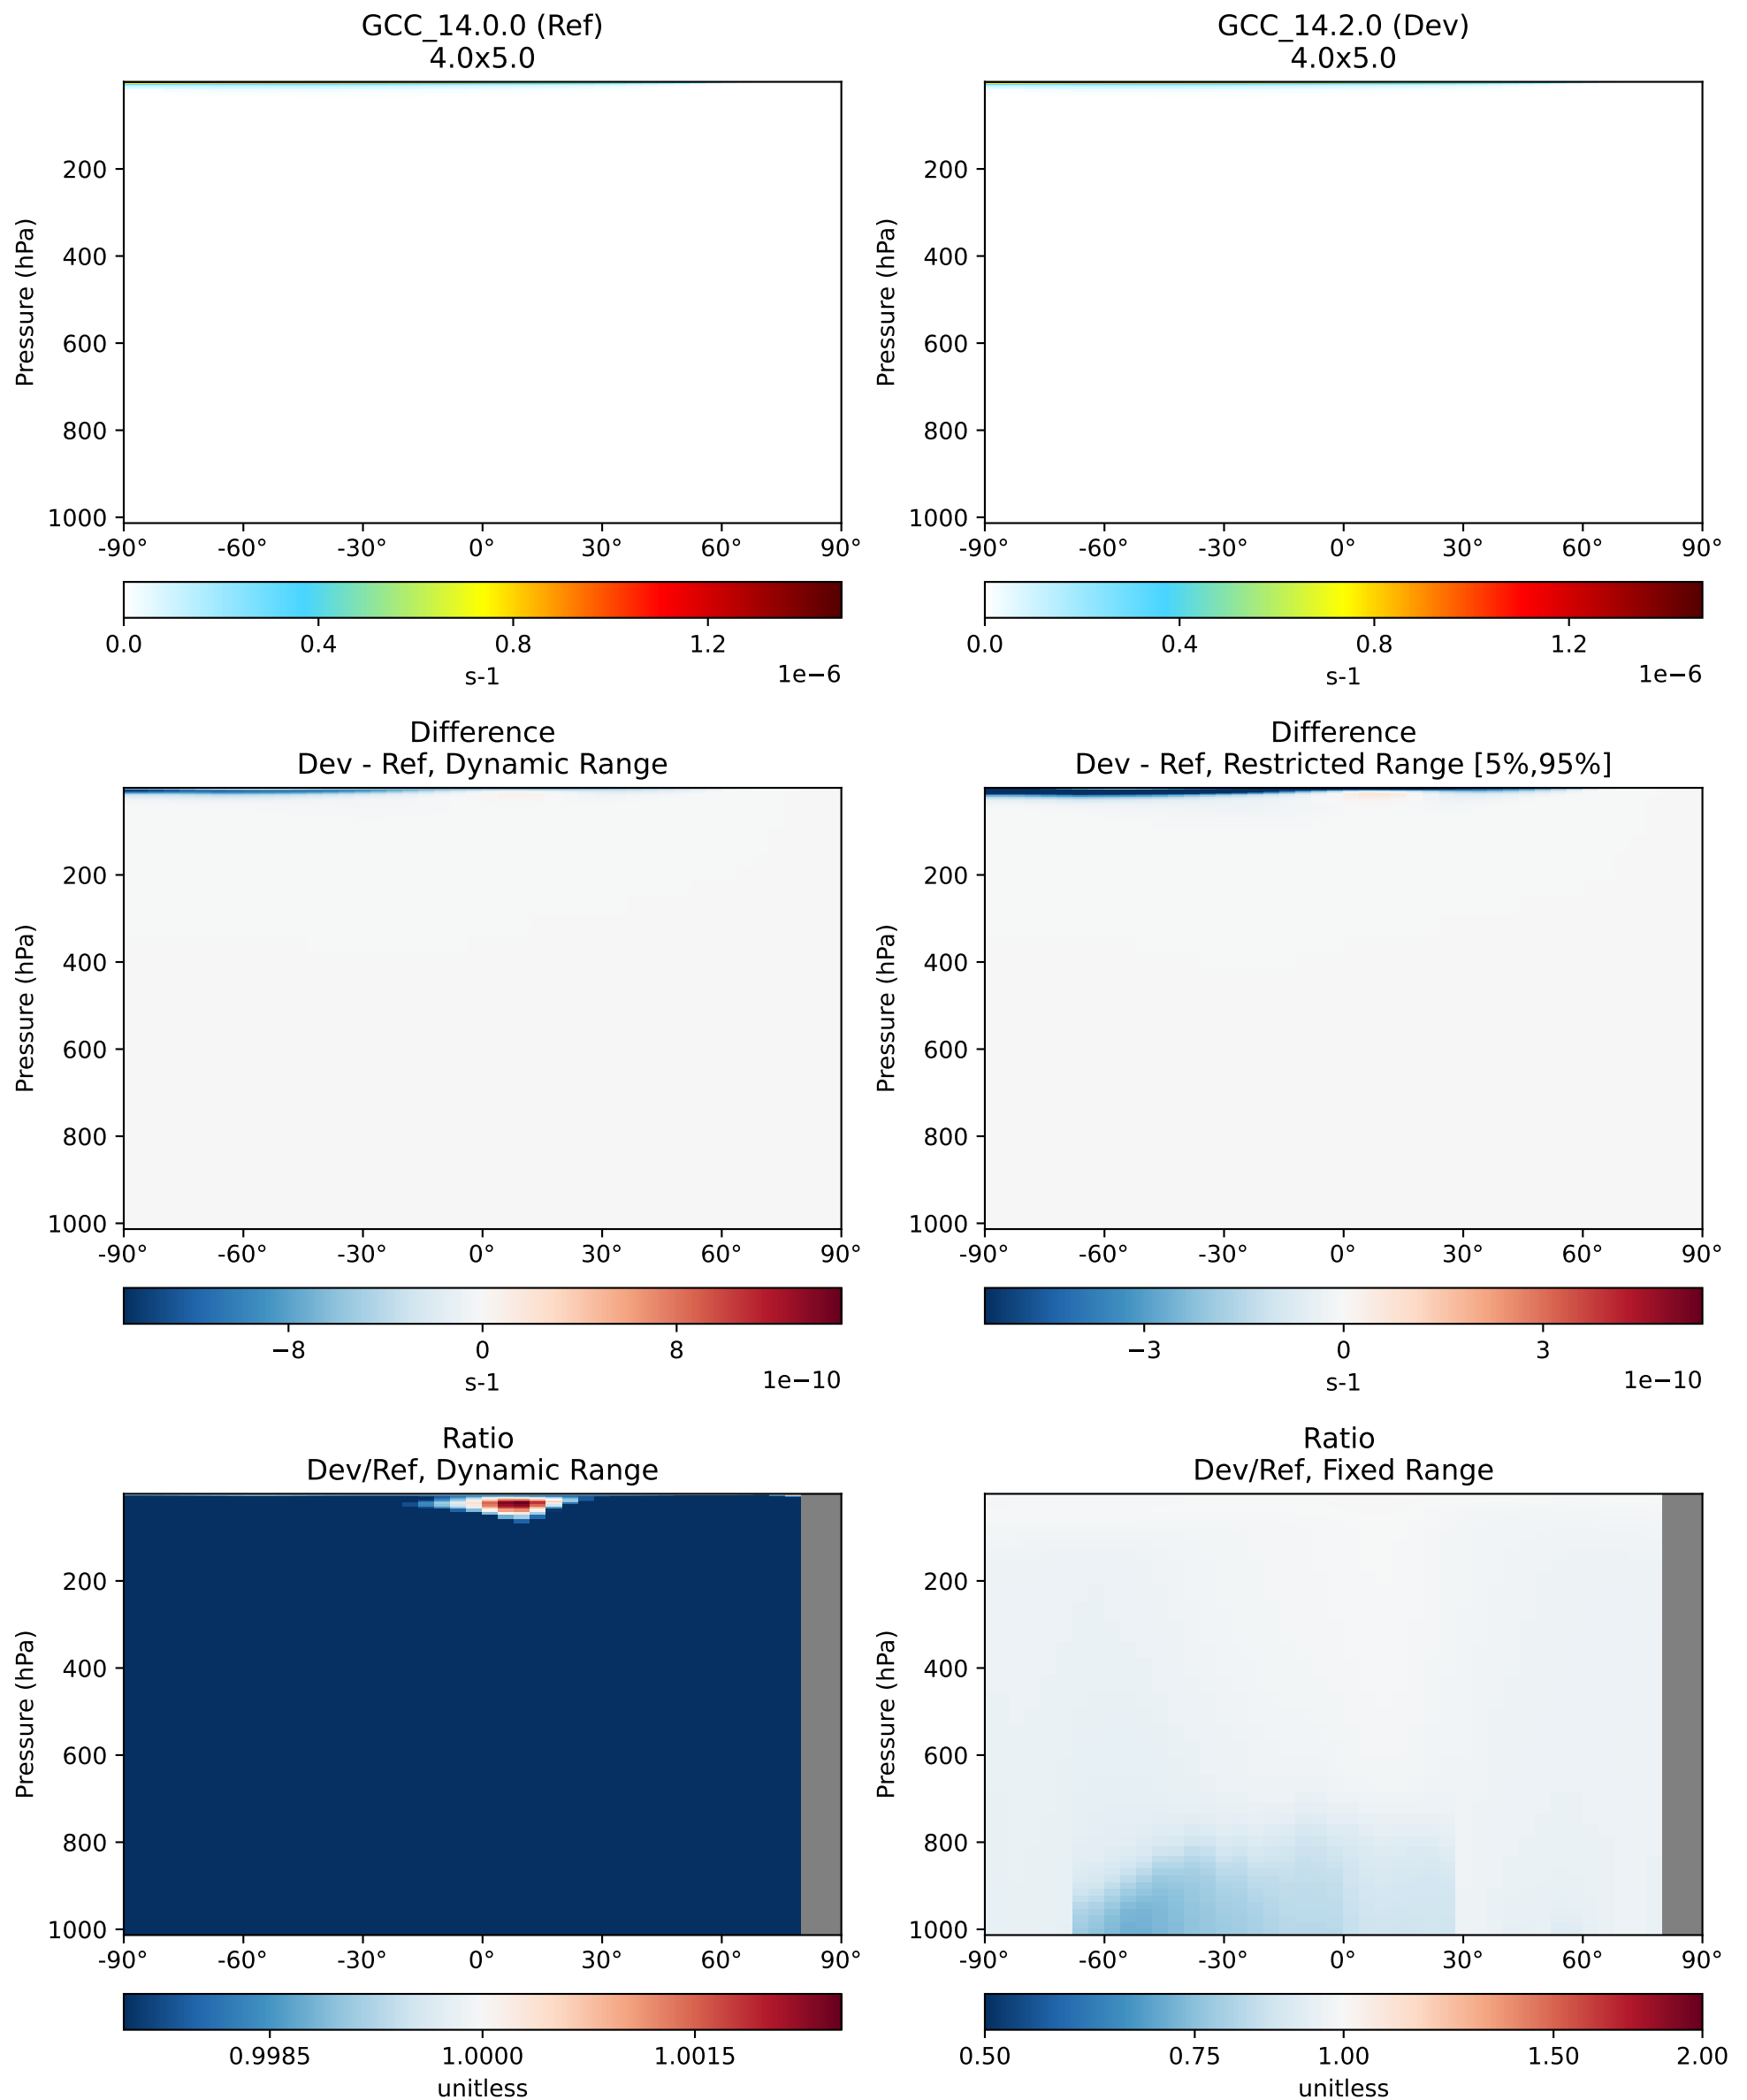 GCC_14.0.0 (Ref)
4.0x5.0
Pressure (hPa)
200
400
600
800
1000
-90° -60° -30° 0° 30° 60° 90°
0.0 0.4 0.8 1.2
s-1 1e−6
GCC_14.2.0 (Dev)
4.0x5.0
Pressure (hPa)
200
400
600
800
1000
-90° -60° -30° 0° 30° 60° 90°
0.0 0.4 0.8 1.2
s-1 1e−6
Difference
Dev - Ref, Dynamic Range
Pressure (hPa)
200
400
600
800
1000
-90° -60° -30° 0° 30° 60° 90°
−8 0 8
s-1 1e−10
Difference
Dev - Ref, Restricted Range [5%,95%]
Pressure (hPa)
200
400
600
800
1000
-90° -60° -30° 0° 30° 60° 90°
−3 0 3
s-1 1e−10
Ratio
Dev/Ref, Dynamic Range
Pressure (hPa)
200
400
600
800
1000
-90° -60° -30° 0° 30° 60° 90°
0.9985 1.0000 1.0015
unitless
Ratio
Dev/Ref, Fixed Range
Pressure (hPa)
200
400
600
800
1000
-90° -60° -30° 0° 30° 60° 90°
0.50 0.75 1.00 1.50 2.00
unitless